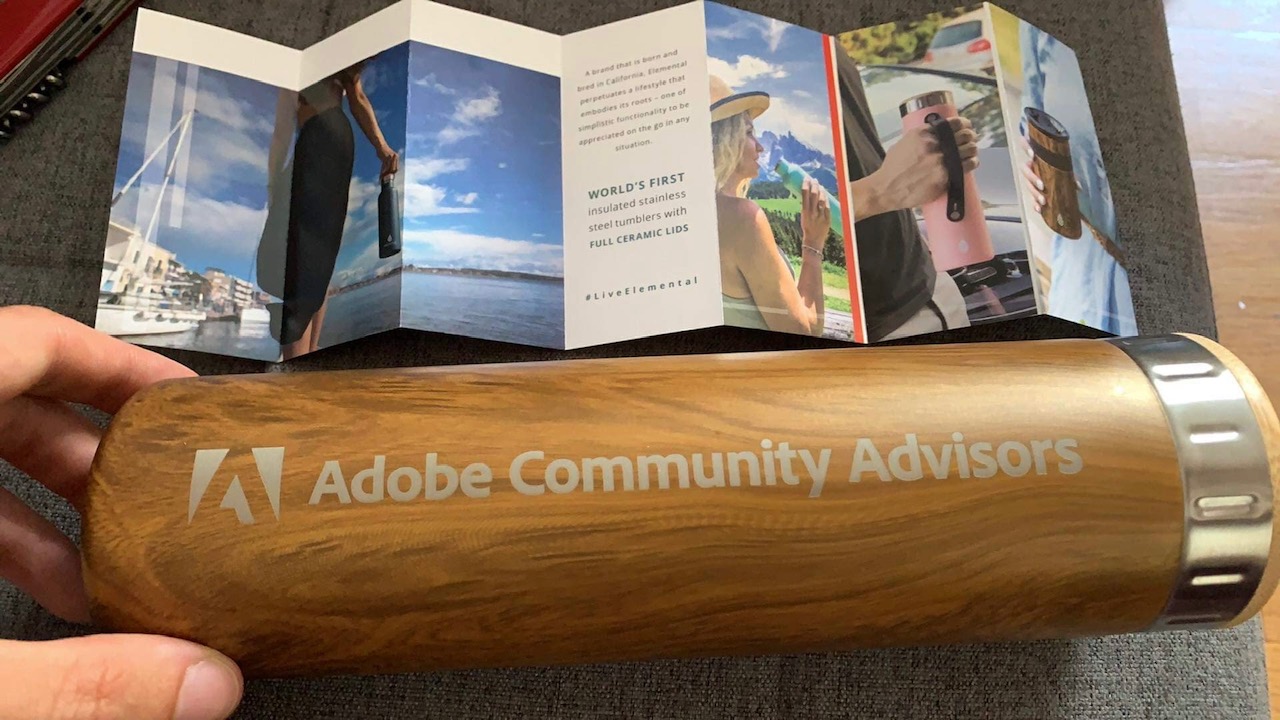 A brand that is born and
bred in California, Elemental
perpetuates a lifestyle that
embodies its roots – one of
simplistic functionality to be
appreciated on the go in any
situation.
WORLD'S FIRST
insulated stainless
steel tumblers with
FULL CERAMIC LIDS
#LiveElemental
Adobe Community Advisors